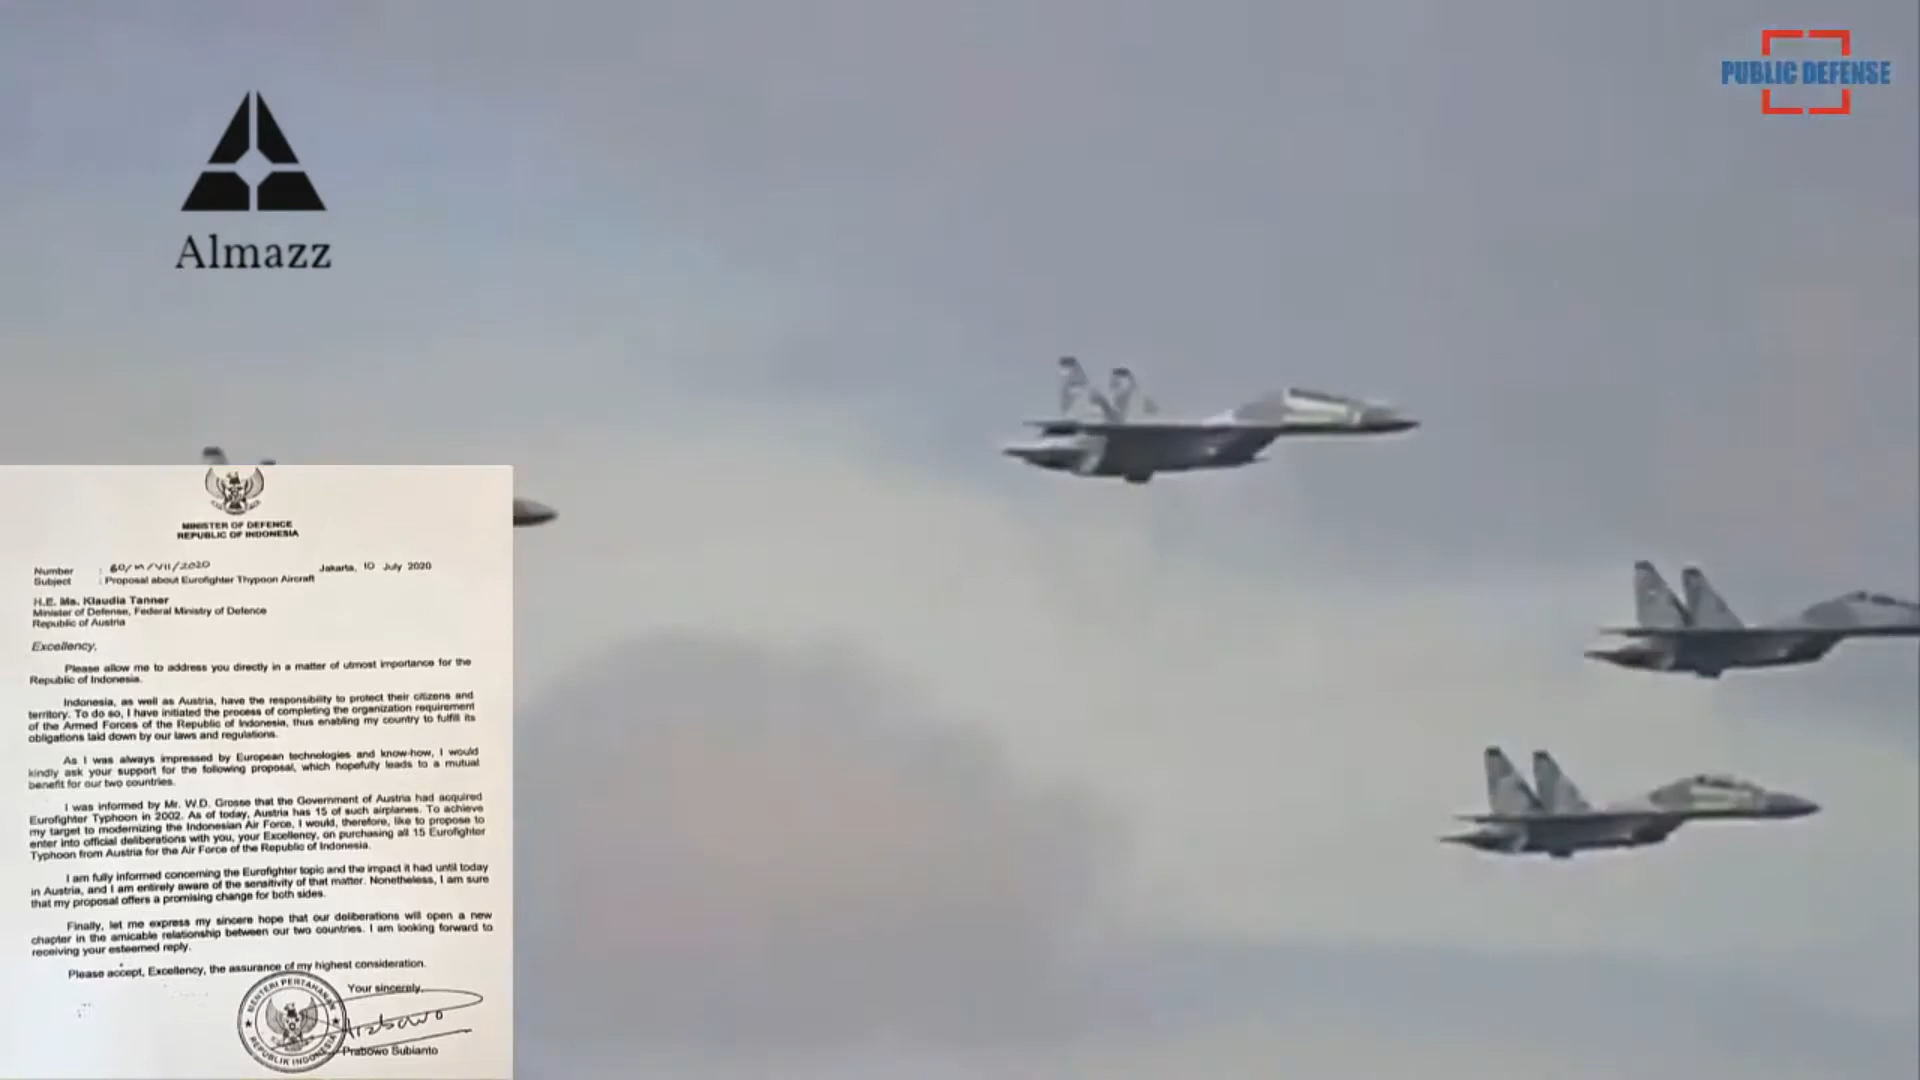 PUBLIC DEFENSE
Almazz
MINISTER OF DEFENCE
REPUBLIC OF INDONESIA
Number : 60/M/VII/2020 Jakarta, 10 July 2020
Subject : Proposal about Eurofighter Thypoon Aircraft
H.E. Ms. Klaudia Tanner
Minister of Defense, Federal Ministry of Defence
Republic of Austria
Excellency,
Please allow me to address you directly in a matter of utmost importance for the
Republic of Indonesia.
Indonesia, as well as Austria, have the responsibility to protect their citizens and
territory. To do so, I have initiated the process of completing the organization requirement
of the Armed Forces of the Republic of Indonesia, thus enabling my country to fulfill its
obligations laid down by our laws and regulations.
As I was always impressed by European technologies and know-how, I would
kindly ask your support for the following proposal, which hopefully leads to a mutual
benefit for our two countries.
I was informed by Mr. W.D. Grosse that the Government of Austria had acquired
Eurofighter Typhoon in 2002. As of today, Austria has 15 of such airplanes. To achieve
my target to modernizing the Indonesian Air Force, I would, therefore, like to propose to
enter into official deliberations with you, your Excellency, on purchasing all 15 Eurofighter
Typhoon from Austria for the Air Force of the Republic of Indonesia.
I am fully informed concerning the Eurofighter topic and the impact it had until today
in Austria, and I am entirely aware of the sensitivity of that matter. Nonetheless, I am sure
that my proposal offers a promising change for both sides.
Finally, let me express my sincere hope that our deliberations will open a new
chapter in the amicable relationship between our two countries. I am looking forward to
receiving your esteemed reply.
Please accept, Excellency, the assurance of my highest consideration.
Your sincerely,
MENTERI PERTAHANAN
REPUBLIK INDONESIA
Prabowo
Prabowo Subianto